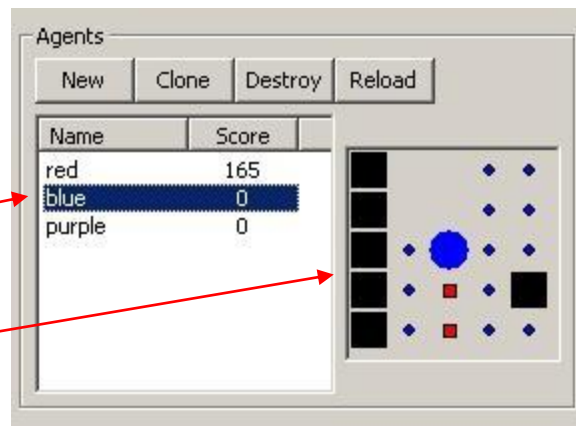 Agents
New Clone Destroy Reload
Name Score
red 165
blue 0
purple 0